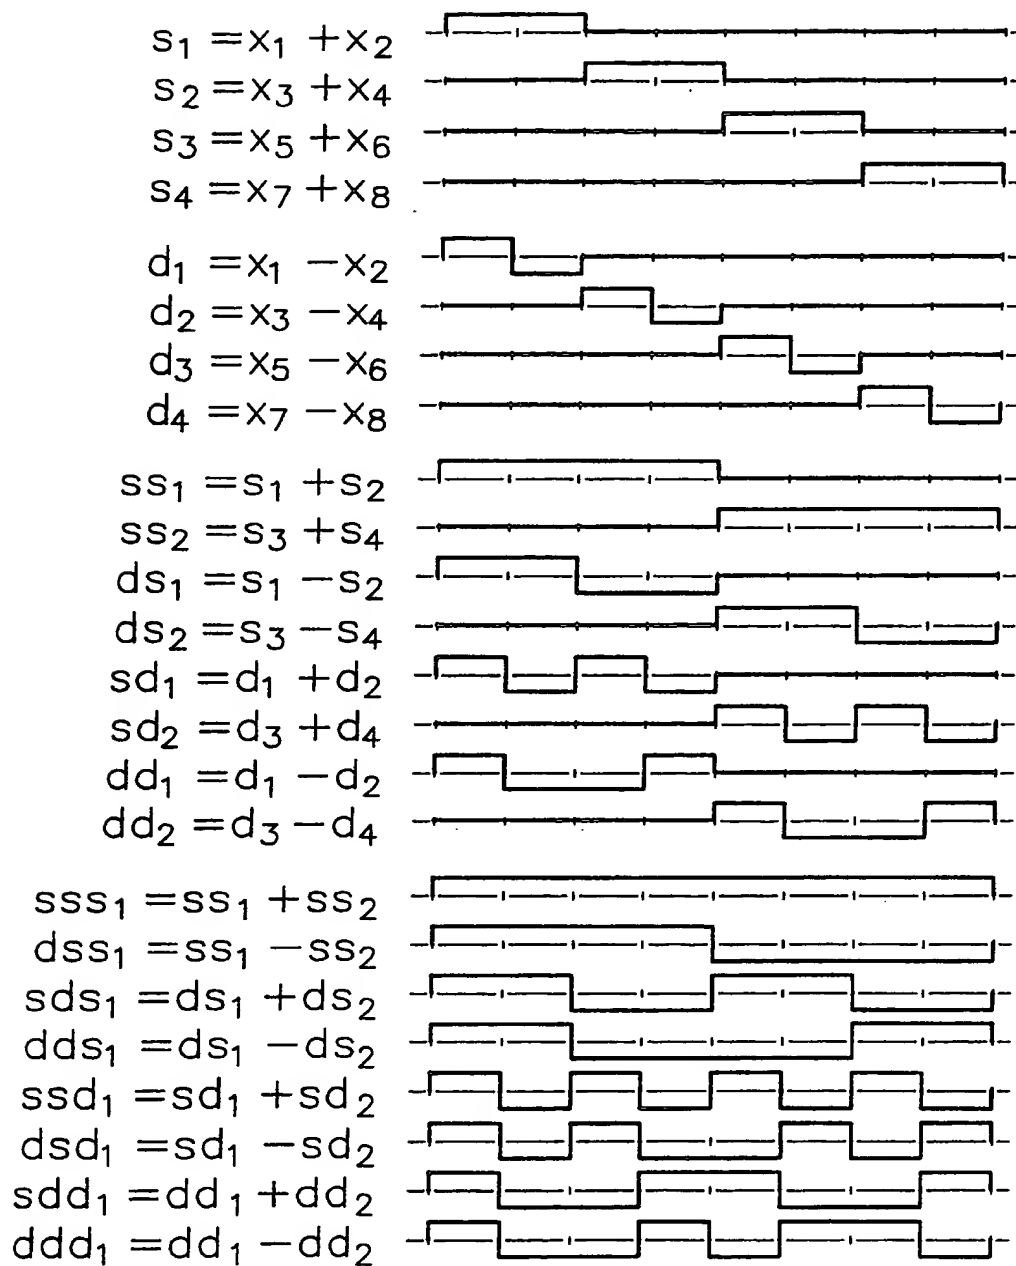 s₁ =x₁ +x₂
s₂ =x₃ +x₄
s₃ =x₅ +x₆
s₄ =x₇ +x₈
d₁ =x₁ −x₂
d₂ =x₃ −x₄
d₃ =x₅ −x₆
d₄ =x₇ −x₈
ss₁ =s₁ +s₂
ss₂ =s₃ +s₄
ds₁ =s₁ −s₂
ds₂ =s₃ −s₄
sd₁ =d₁ +d₂
sd₂ =d₃ +d₄
dd₁ =d₁ −d₂
dd₂ =d₃ −d₄
sss₁ =ss₁ +ss₂
dss₁ =ss₁ −ss₂
sds₁ =ds₁ +ds₂
dds₁ =ds₁ −ds₂
ssd₁ =sd₁ +sd₂
dsd₁ =sd₁ −sd₂
sdd₁ =dd₁ +dd₂
ddd₁ =dd₁ −dd₂